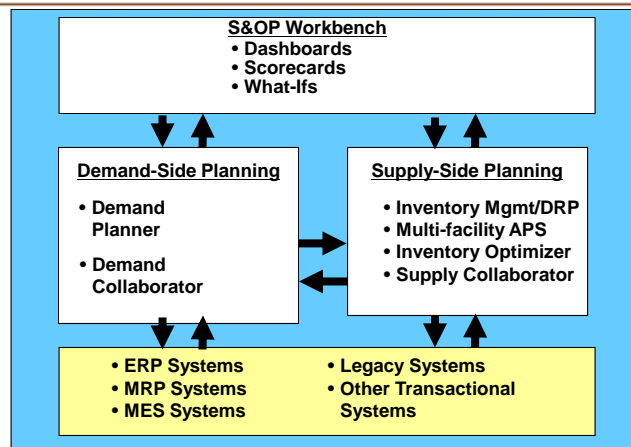 S&OP Workbench
• Dashboards
• Scorecards
• What-Ifs
Demand-Side Planning
• Demand
Planner
• Demand
Collaborator
Supply-Side Planning
• Inventory Mgmt/DRP
• Multi-facility APS
• Inventory Optimizer
• Supply Collaborator
• ERP Systems
• MRP Systems
• MES Systems
• Legacy Systems
• Other Transactional
Systems